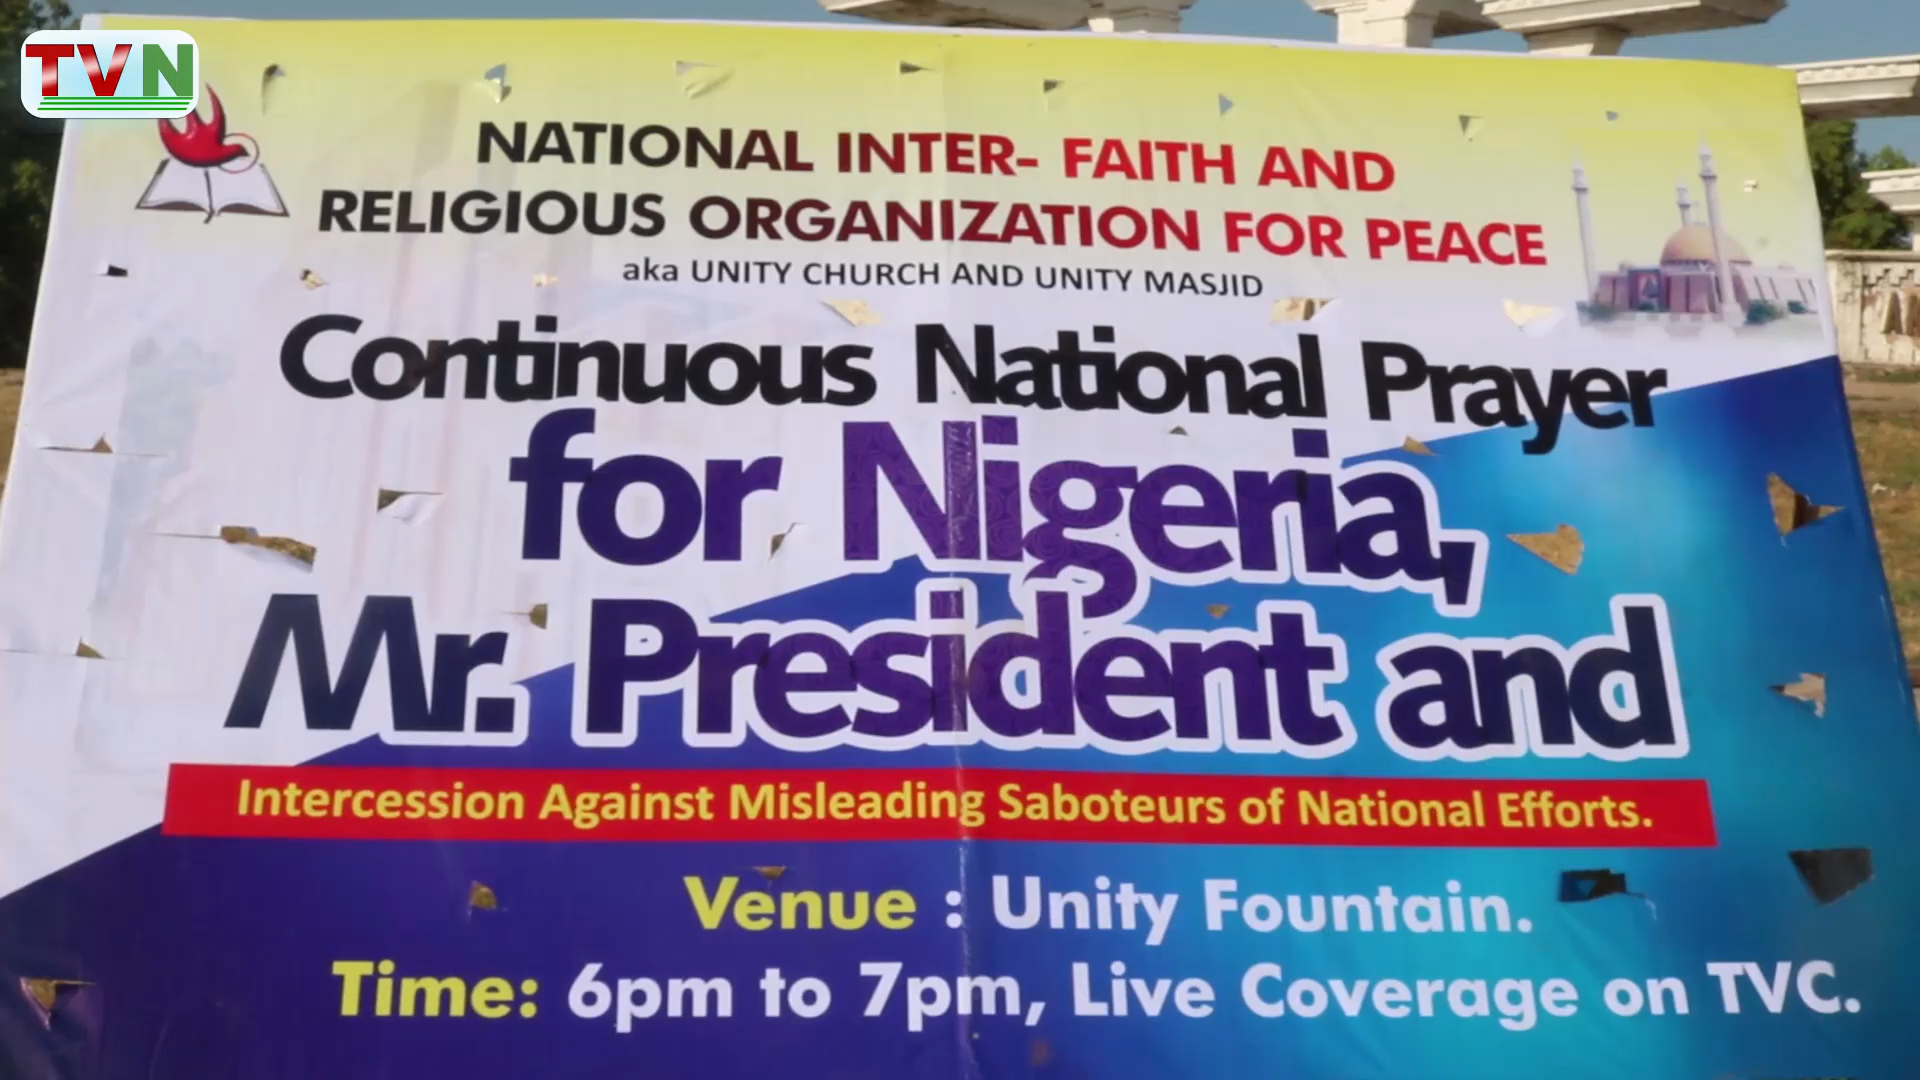 TVN
NATIONAL INTER- FAITH AND
RELIGIOUS ORGANIZATION FOR PEACE
aka UNITY CHURCH AND UNITY MASJID
Continuous National Prayer
for Nigeria,
Mr. President and
Intercession Against Misleading Saboteurs of National Efforts.
Venue : Unity Fountain.
Time: 6pm to 7pm, Live Coverage on TVC.